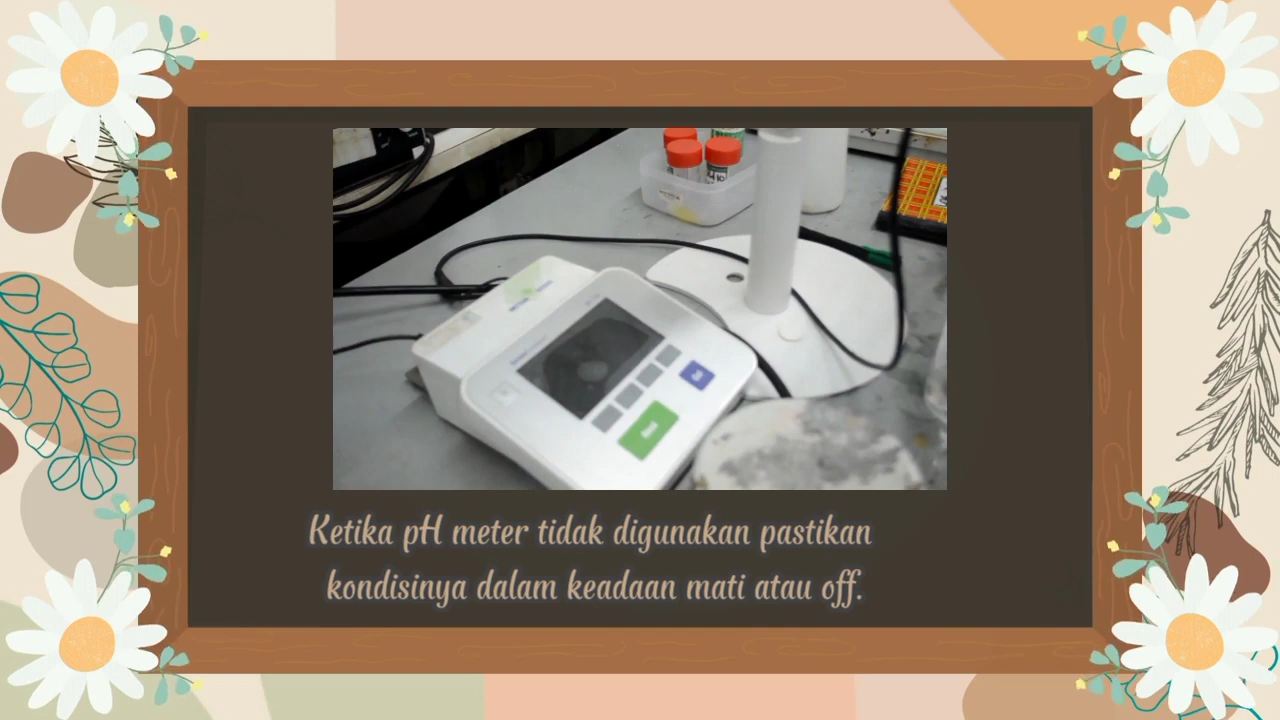 Ketika pH meter tidak digunakan pastikan
kondisinya dalam keadaan mati atau off.